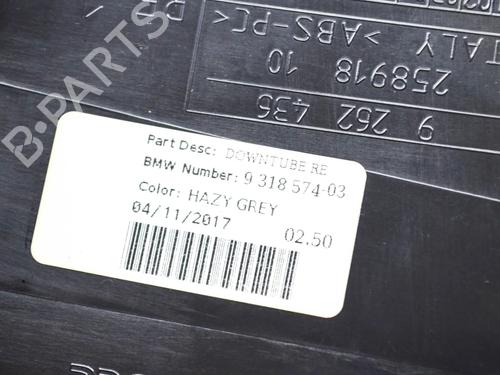 ITALY >ABS-PC<
258918 10
9 262 436
Part Desc: DOWNTUBE RE
BMW Number: 9 318 574-03
Color: HAZY GREY
04/11/2017
02.50
B-PARTS